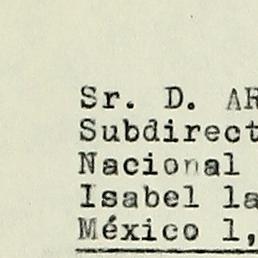 Sr. D. AR
Subdirect
Nacional
Isabel la
México 1,